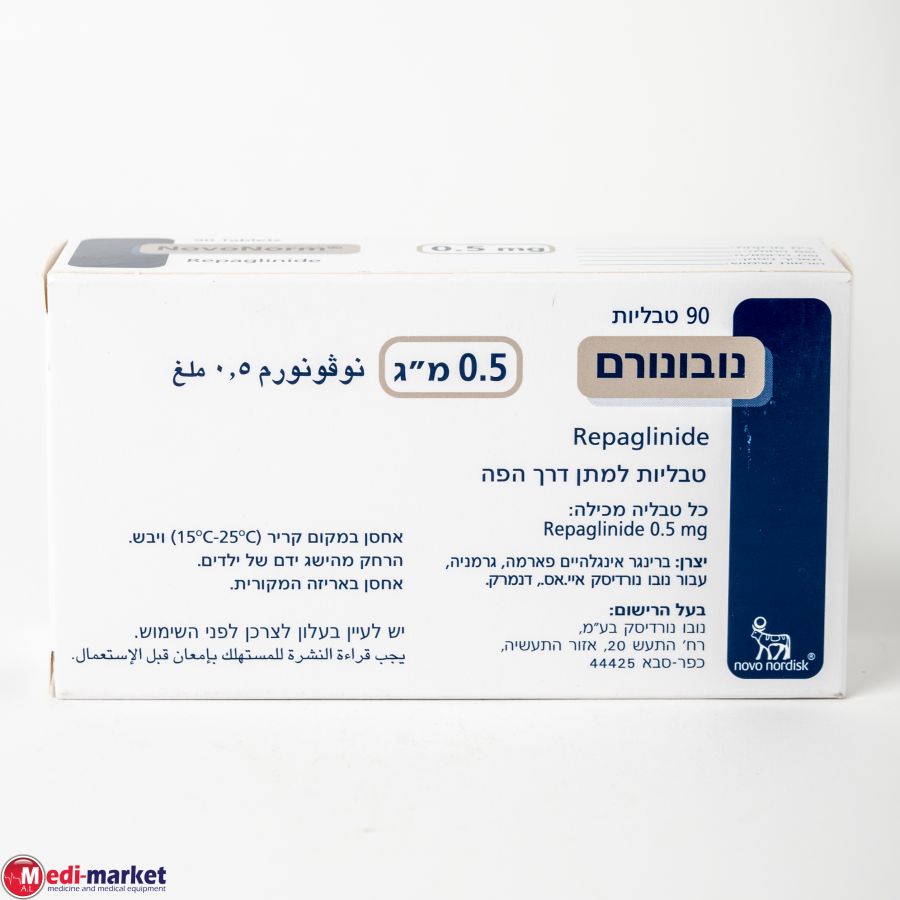 90 Tablets
NovoNorm®
0.5 mg
Repaglinide
90 טבליות
נובונורם
0.5 מ״ג
نوڤونورم ٠,٥ ملغ
Repaglinide
טבליות למתן דרך הפה
כל טבליה מכילה:
Repaglinide 0.5 mg
יצרן: ברינגר אינגלהיים פארמה, גרמניה,
עבור נובו נורדיסק איי.אס., דנמרק.
בעל הרישום:
נובו נורדיסק בע״מ,
רח׳ התעש 20, אזור התעשיה,
כפר-סבא 44425
אחסן במקום קריר (15°C-25°C) ויבש.
הרחק מהישג ידם של ילדים.
אחסן באריזה המקורית.
יש לעיין בעלון לצרכן לפני השימוש.
يجب قراءة النشرة للمستهلك بإمعان قبل الإستعمال.
novo nordisk®
Medi-market
A.L
medicine and medical equipment